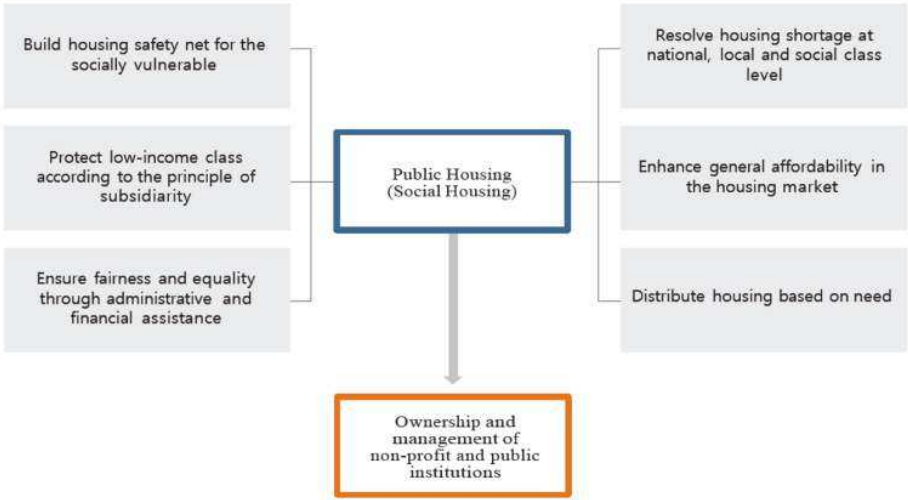 Build housing safety net for the
socially vulnerable
Protect low-income class
according to the principle of
subsidiarity
Ensure fairness and equality
through administrative and
financial assistance
Public Housing
(Social Housing)
Resolve housing shortage at
national, local and social class
level
Enhance general affordability in
the housing market
Distribute housing based on need
Ownership and
management of
non-profit and public
institutions